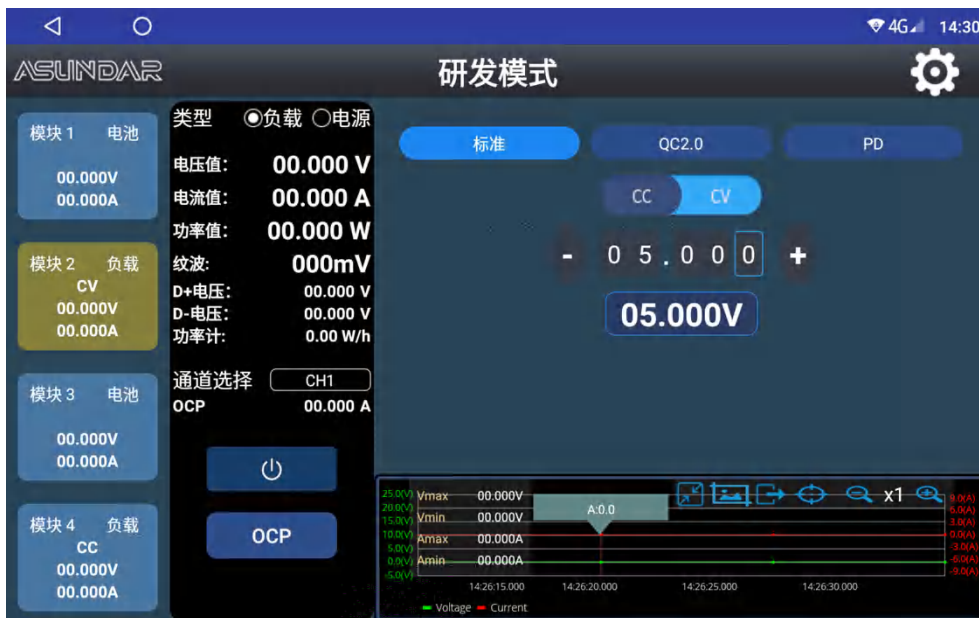 4G 14:30
ASUNDAR
研发模式
模块 1 电池
00.000V
00.000A
模块 2 负载
CV
00.000V
00.000A
模块 3 电池
00.000V
00.000A
模块 4 负载
CC
00.000V
00.000A
类型 负载 电源
电压值: 00.000 V
电流值: 00.000 A
功率值: 00.000 W
纹波: 000mV
D+电压: 00.000 V
D-电压: 00.000 V
功率计: 0.00 W/h
通道选择 CH1
OCP 00.000 A
OCP
标准 QC2.0 PD
CC CV
- 0 5 . 0 0 0 +
05.000V
25.0(V)
20.0(V)
15.0(V)
10.0(V)
5.0(V)
0.0(V)
-5.0(V)
Vmax 00.000V
Vmin 00.000V
Amax 00.000A
Amin 00.000A
A:0.0
x1
9.0(A)
6.0(A)
3.0(A)
0.0(A)
-3.0(A)
-6.0(A)
-9.0(A)
14:26:15.000 14:26:20.000 14:26:25.000 14:26:30.000
Voltage Current